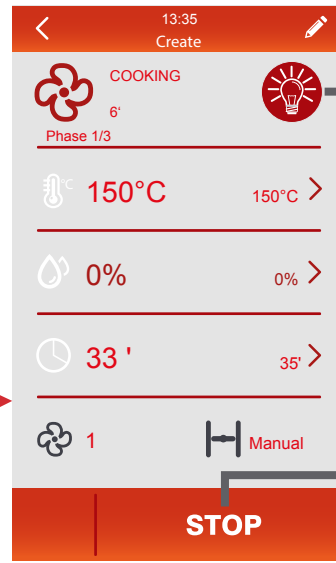 13:35
Create
COOKING
6'
Phase 1/3
°C
150°C 150°C
0% 0%
33 ' 35'
1 Manual
STOP